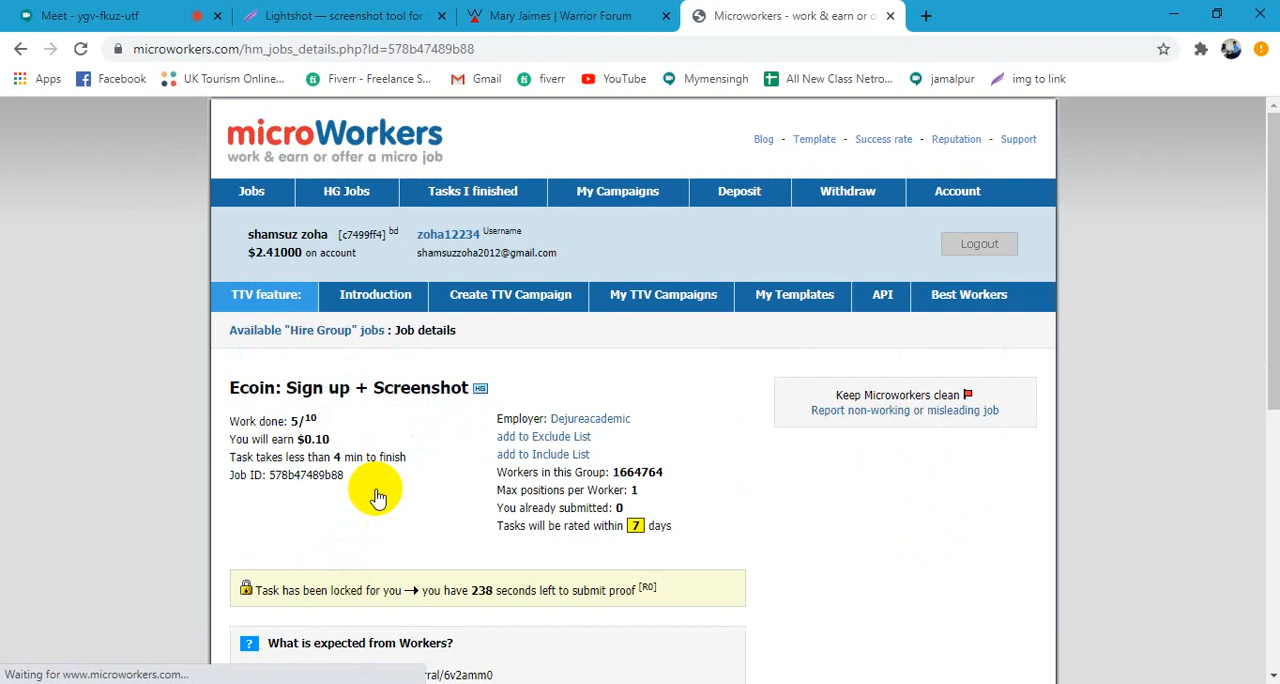 Meet - ygv-fkuz-utf
Lightshot — screenshot tool for
Mary Jaimes | Warrior Forum
Microworkers - work & earn or
microworkers.com/hm_jobs_details.php?Id=578b47489b88
Apps Facebook UK Tourism Online... Fiverr - Freelance S... Gmail fiverr YouTube Mymensingh All New Class Netro... jamalpur img to link
microWorkers
work & earn or offer a micro job
Blog - Template - Success rate - Reputation - Support
Jobs HG Jobs Tasks I finished My Campaigns Deposit Withdraw Account
shamsuz zoha [c7499ff4] bd zoha12234 Username
$2.41000 on account shamsuzzoha2012@gmail.com
Logout
TTV feature: Introduction Create TTV Campaign My TTV Campaigns My Templates API Best Workers
Available "Hire Group" jobs : Job details
Ecoin: Sign up + Screenshot HG
Work done: 5/10
You will earn $0.10
Task takes less than 4 min to finish
Job ID: 578b47489b88
Employer: Dejureacademic
add to Exclude List
add to Include List
Workers in this Group: 1664764
Max positions per Worker: 1
You already submitted: 0
Tasks will be rated within 7 days
Keep Microworkers clean
Report non-working or misleading job
Task has been locked for you → you have 238 seconds left to submit proof [R0]
? What is expected from Workers?
rral/6v2amm0
Waiting for www.microworkers.com...